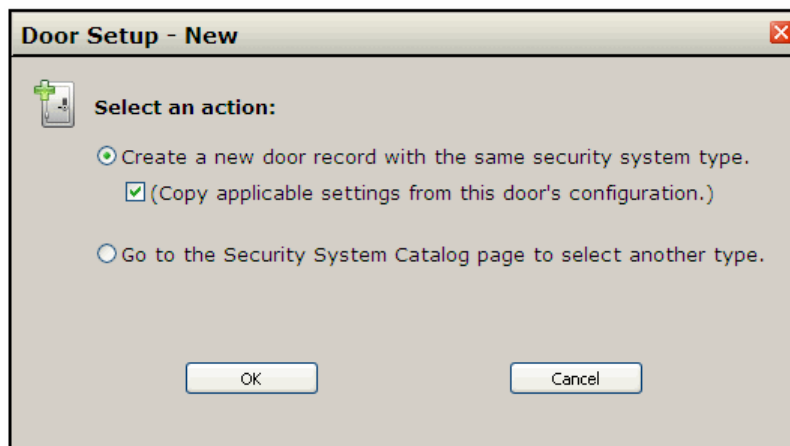 Door Setup - New
Select an action:
Create a new door record with the same security system type.
(Copy applicable settings from this door's configuration.)
Go to the Security System Catalog page to select another type.
OK
Cancel